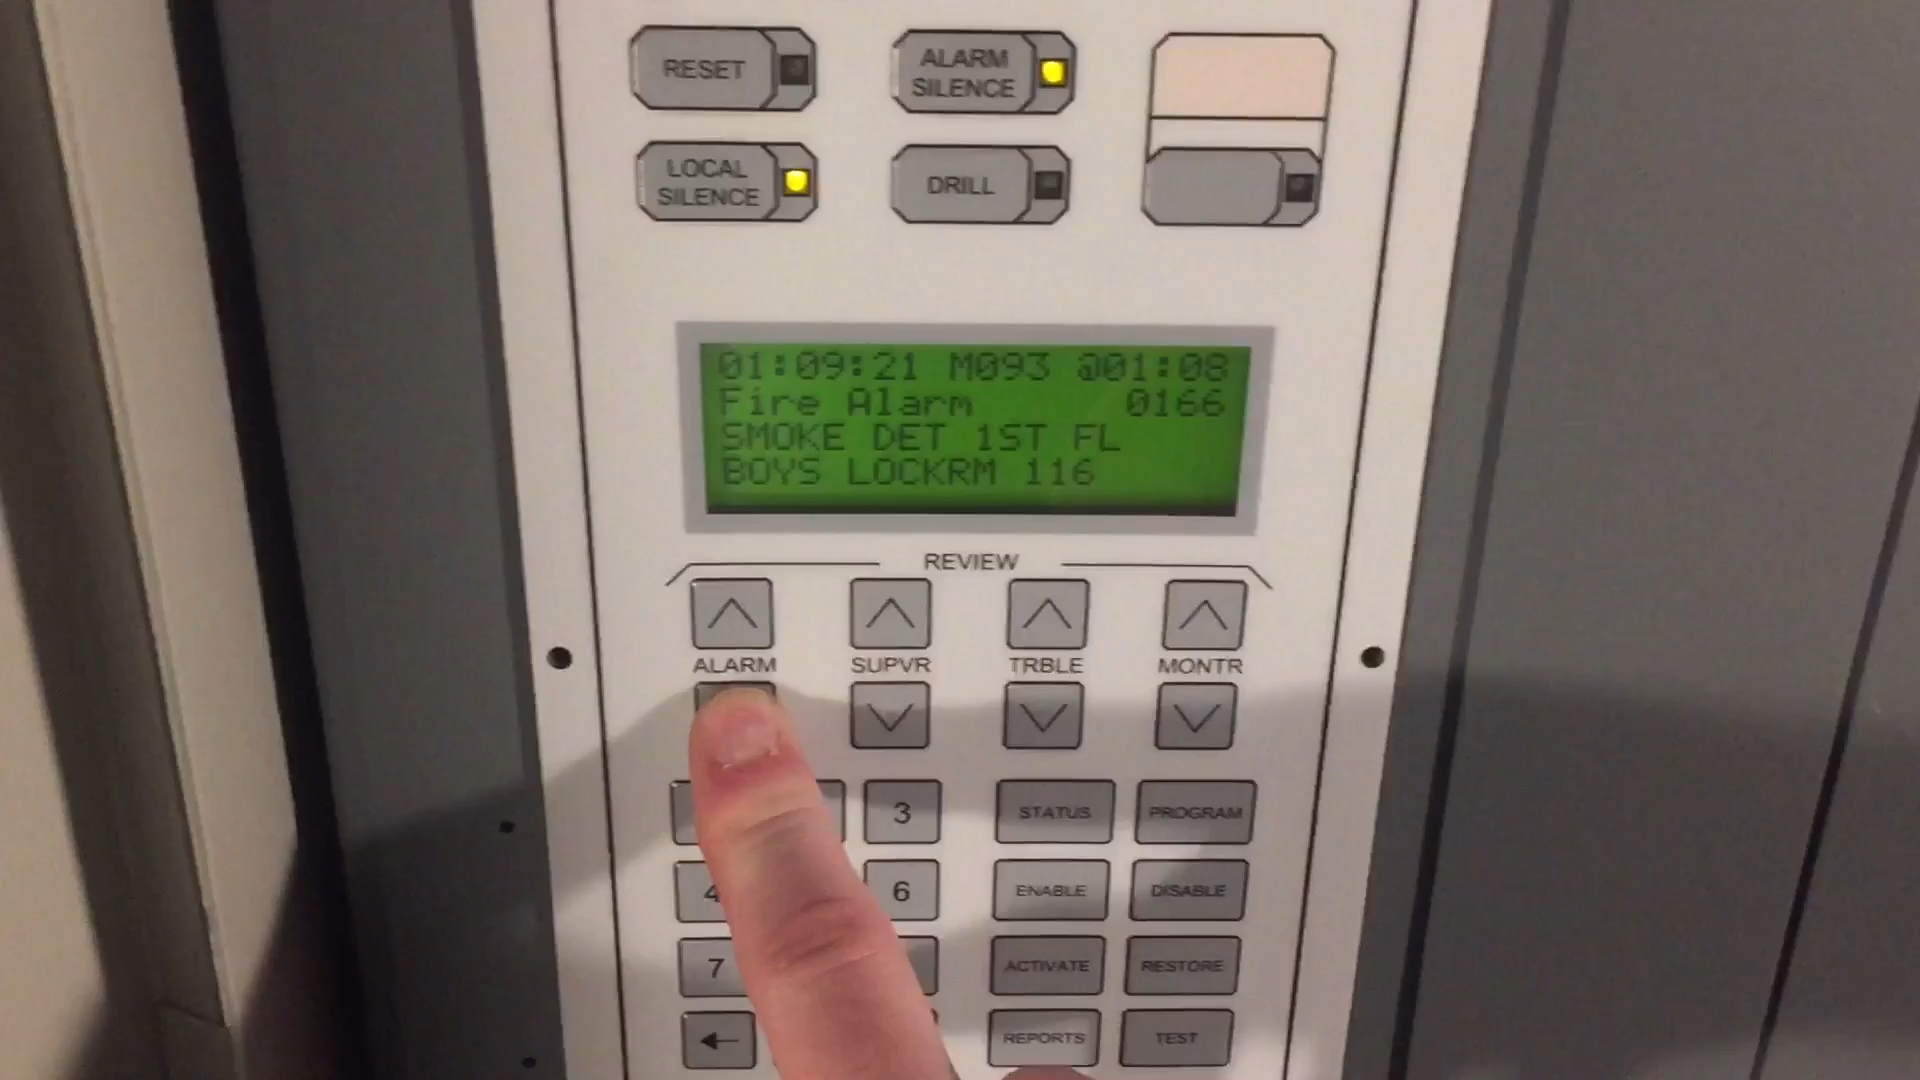 RESET
ALARM
SILENCE
LOCAL
SILENCE
DRILL
01:09:21 M093 @01:08
Fire Alarm 0166
SMOKE DET 1ST FL
BOYS LOCKRM 116
REVIEW
ALARM SUPVR TRBLE MONTR
3 STATUS PROGRAM
4 6 ENABLE DISABLE
7 ACTIVATE RESTORE
REPORTS TEST